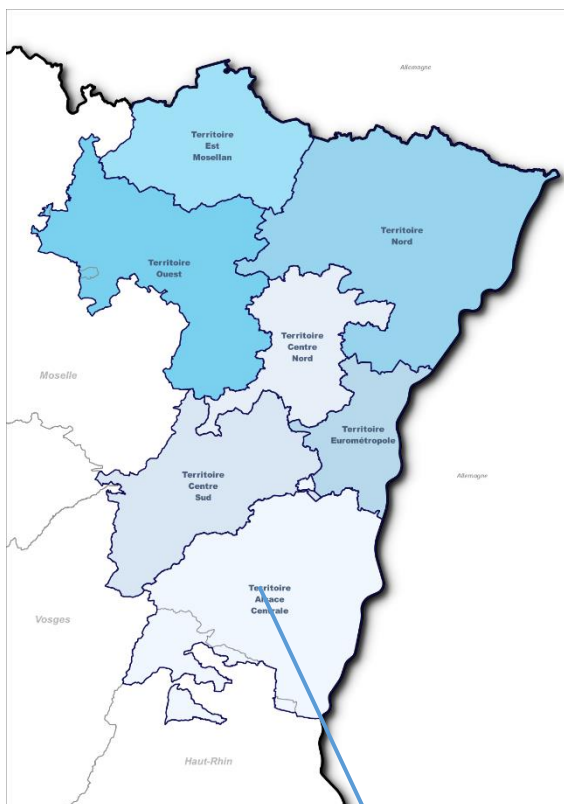 Allemagne
Territoire
Est
Mosellan
Territoire
Nord
Territoire
Ouest
Territoire
Centre
Nord
Moselle
Territoire
Eurométropole
Territoire
Centre
Sud
Allemagne
Territoire
Alsace
Centrale
Vosges
Haut-Rhin